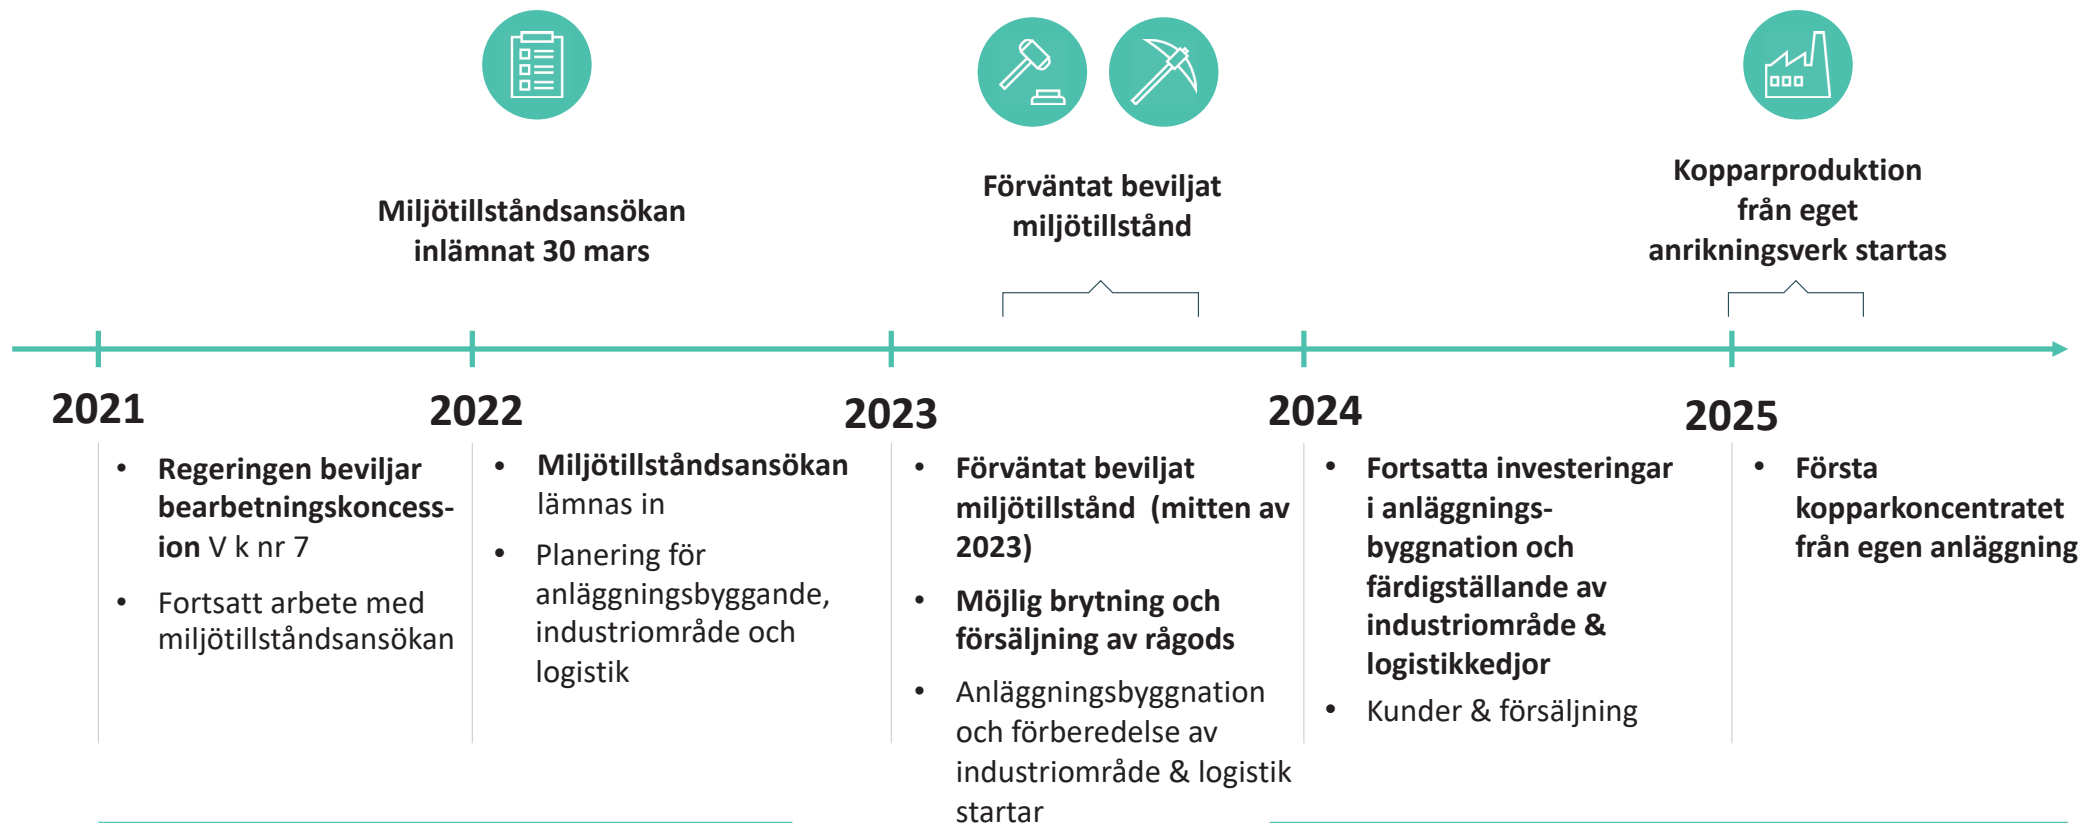 Miljötillståndsansökan
inlämnat 30 mars
Förväntat beviljat
miljötillstånd
Kopparproduktion
från eget
anrikningsverk startas
2021
2022
2023
2024
2025
• Regeringen beviljar
bearbetningskoncess-
ion V k nr 7
• Fortsatt arbete med
miljötillståndsansökan
• Miljötillståndsansökan
lämnas in
• Planering för
anläggningsbyggande,
industriområde och
logistik
• Förväntat beviljat
miljötillstånd (mitten av
2023)
• Möjlig brytning och
försäljning av rågods
• Anläggningsbyggnation
och förberedelse av
industriområde & logistik
startar
• Fortsatta investeringar
i anläggnings-
byggnation och
färdigställande av
industriområde &
logistikkedjor
• Kunder & försäljning
• Första
kopparkoncentratet
från egen anläggning